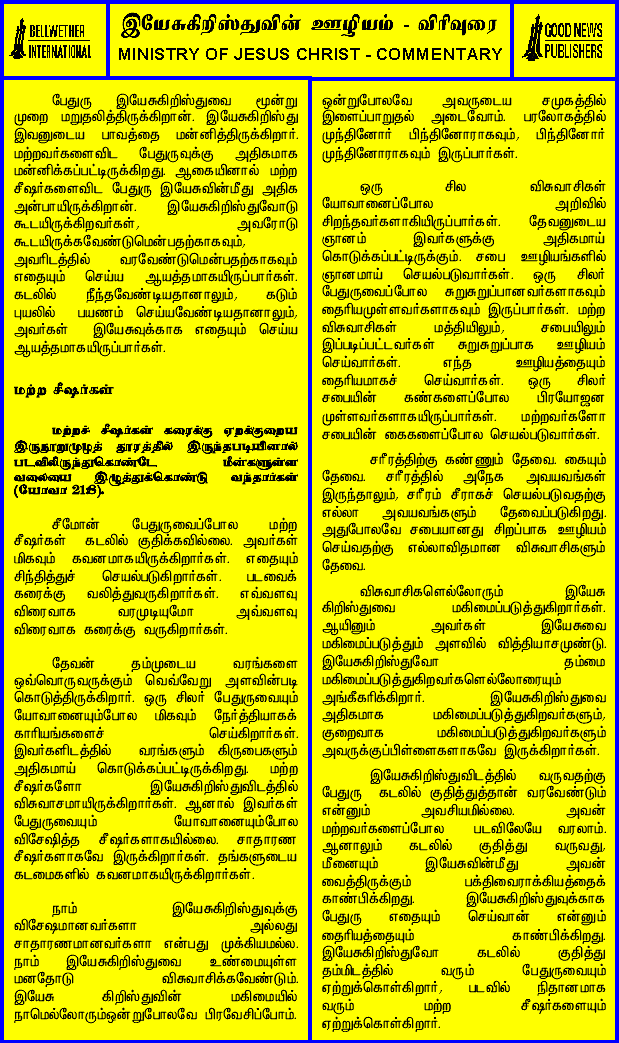 BELLWETHER
INTERNATIONAL
இயேசுகிறிஸ்துவின் ஊழியம் - விரிவுரை
MINISTRY OF JESUS CHRIST - COMMENTARY
GOOD NEWS
PUBLISHERS
பேதுரு இயேசுகிறிஸ்துவை மூன்று
முறை மறுதலித்திருக்கிறான். இயேசுகிறிஸ்து
இவனுடைய பாவத்தை மன்னித்திருக்கிறார்.
மற்றவர்களைவிட பேதுருவுக்கு அதிகமாக
மன்னிக்கப்பட்டிருக்கிறது. ஆகையினால் மற்ற
சீஷர்களைவிட பேதுரு இயேசுவின்மீது அதிக
அன்பாயிருக்கிறான். இயேசுகிறிஸ்துவோடு
கூடயிருக்கிறவர்கள், அவரோடு
கூடயிருக்கவேண்டுமென்பதற்காகவும்,
அவரிடத்தில் வரவேண்டுமென்பதற்காகவும்
எதையும் செய்ய ஆயத்தமாகயிருப்பார்கள்.
கடலில் நீந்தவேண்டியதானாலும், கடும்
புயலில் பயணம் செய்யவேண்டியதானாலும்,
அவர்கள் இயேசுவுக்காக எதையும் செய்ய
ஆயத்தமாகயிருப்பார்கள்.
மற்ற சீஷர்கள்
மற்றச் சீஷர்கள் கரைக்கு ஏறக்குறைய
இருநூறுமுழத் தூரத்தில் இருந்தபடியினால்
படவிலிருந்துகொண்டே மீன்களுள்ள
வலையை இழுத்துக்கொண்டு வந்தார்கள்
(யோவா 21:8).
சீமோன் பேதுருவைப்போல மற்ற
சீஷர்கள் கடலில் குதிக்கவில்லை. அவர்கள்
மிகவும் கவனமாகயிருக்கிறார்கள். எதையும்
சிந்தித்துச் செயல்படுகிறார்கள். படவைக்
கரைக்கு வலித்துவருகிறார்கள். எவ்வளவு
விரைவாக வரமுடியுமோ அவ்வளவு
விரைவாக கரைக்கு வருகிறார்கள்.
தேவன் தம்முடைய வரங்களை
ஒவ்வொருவருக்கும் வெவ்வேறு அளவின்படி
கொடுத்திருக்கிறார். ஒரு சிலர் பேதுருவையும்
யோவானையும்போல மிகவும் நேர்த்தியாகக்
காரியங்களைச் செய்கிறார்கள்.
இவர்களிடத்தில் வரங்களும் கிருபைகளும்
அதிகமாய் கொடுக்கப்பட்டிருக்கிறது. மற்ற
சீஷர்களோ இயேசுகிறிஸ்துவிடத்தில்
விசுவாசமாயிருக்கிறார்கள். ஆனால் இவர்கள்
பேதுருவையும் யோவானையும்போல
விசேஷித்த சீஷர்களாகயில்லை. சாதாரண
சீஷர்களாகவே இருக்கிறார்கள். தங்களுடைய
கடமைகளில் கவனமாகயிருக்கிறார்கள்.
நாம் இயேசுகிறிஸ்துவுக்கு
விசேஷமானவர்களா அல்லது
சாதாரணமானவர்களா என்பது முக்கியமல்ல.
நாம் இயேசுகிறிஸ்துவை உண்மையுள்ள
மனதோடு விசுவாசிக்கவேண்டும்.
இயேசு கிறிஸ்துவின் மகிமையில்
நாமெல்லோரும்ஒன்றுபோலவே பிரவேசிப்போம்.
ஒன்றுபோலவே அவருடைய சமுகத்தில்
இளைப்பாறுதல் அடைவோம். பரலோகத்தில்
முந்தினோர் பிந்தினோராகவும், பிந்தினோர்
முந்தினோராகவும் இருப்பார்கள்.
ஒரு சில விசுவாசிகள்
யோவானைப்போல அறிவில்
சிறந்தவர்களாகியிருப்பார்கள். தேவனுடைய
ஞானம் இவர்களுக்கு அதிகமாய்
கொடுக்கப்பட்டிருக்கும். சபை ஊழியங்களில்
ஞானமாய் செயல்படுவார்கள். ஒரு சிலர்
பேதுருவைப்போல சுறுசுறுப்பானவர்களாகவும்
தைரியமுள்ளவர்களாகவும் இருப்பார்கள். மற்ற
விசுவாசிகள் மத்தியிலும், சபையிலும்
இப்படிப்பட்டவர்கள் சுறுசுறுப்பாக ஊழியம்
செய்வார்கள். எந்த ஊழியத்தையும்
தைரியமாகச் செய்வார்கள். ஒரு சிலர்
சபையின் கண்களைப்போல பிரயோஜன
முள்ளவர்களாகயிருப்பார்கள். மற்றவர்களோ
சபையின் கைகளைப்போல செயல்படுவார்கள்.
சரீரத்திற்கு கண்ணும் தேவை. கையும்
தேவை. சரீரத்தில் அநேக அவயவங்கள்
இருந்தாலும், சரீரம் சீராகச் செயல்படுவதற்கு
எல்லா அவயவங்களும் தேவைப்படுகிறது.
அதுபோலவே சபையானது சிறப்பாக ஊழியம்
செய்வதற்கு எல்லாவிதமான விசுவாசிகளும்
தேவை.
விசுவாசிகளெல்லோரும் இயேசு
கிறிஸ்துவை மகிமைப்படுத்துகிறார்கள்.
ஆயினும் அவர்கள் இயேசுவை
மகிமைப்படுத்தும் அளவில் வித்தியாசமுண்டு.
இயேசுகிறிஸ்துவோ தம்மை
மகிமைப்படுத்துகிறவர்களெல்லோரையும்
அங்கீகரிக்கிறார். இயேசுகிறிஸ்துவை
அதிகமாக மகிமைப்படுத்துகிறவர்களும்,
குறைவாக மகிமைப்படுத்துகிறவர்களும்
அவருக்குப்பிள்ளைகளாகவே இருக்கிறார்கள்.
இயேசுகிறிஸ்துவிடத்தில் வருவதற்கு
பேதுரு கடலில் குதித்துத்தான் வரவேண்டும்
என்னும் அவசியமில்லை. அவன்
மற்றவர்களைப்போல படவிலேயே வரலாம்.
ஆனாலும் கடலில் குதித்து வருவது,
மீனையும் இயேசுவின்மீது அவன்
வைத்திருக்கும் பக்திவைராக்கியத்தைக்
காண்பிக்கிறது. இயேசுகிறிஸ்துவுக்காக
பேதுரு எதையும் செய்வான் என்னும்
தைரியத்தையும் காண்பிக்கிறது.
இயேசுகிறிஸ்துவோ கடலில் குதித்து
தம்மிடத்தில் வரும் பேதுருவையும்
ஏற்றுக்கொள்கிறார், படவில் நிதானமாக
வரும் மற்ற சீஷர்களையும்
ஏற்றுக்கொள்கிறார்.